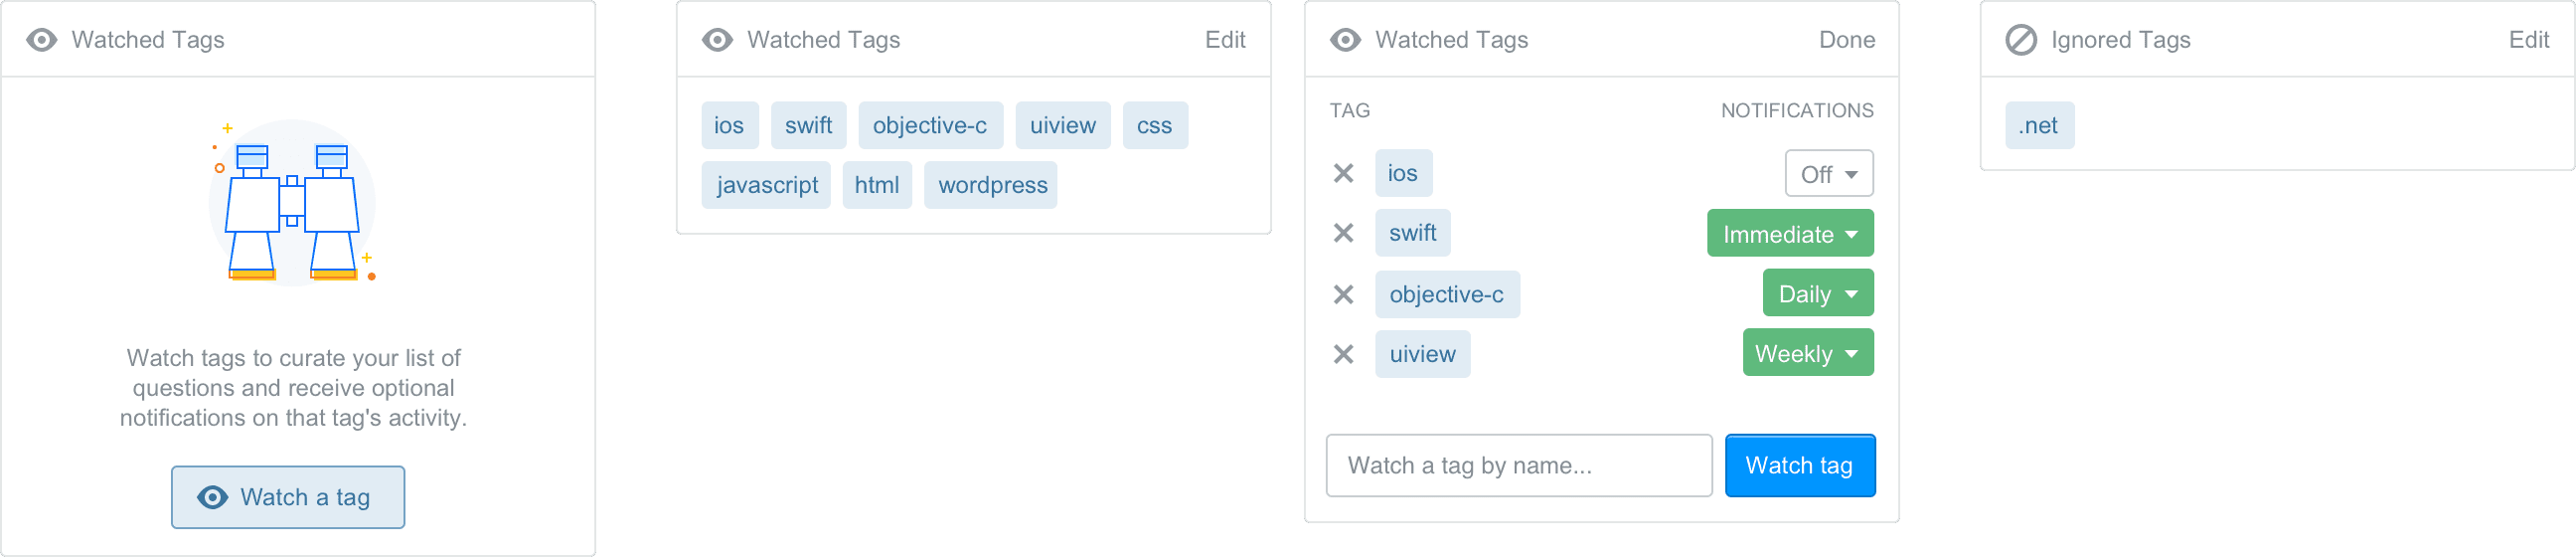 Watched Tags
Watch tags to curate your list of
questions and receive optional
notifications on that tag's activity.
Watch a tag
Watched Tags Edit
ios swift objective-c uiview css
javascript html wordpress
Watched Tags Done
TAG NOTIFICATIONS
ios Off
swift Immediate
objective-c Daily
uiview Weekly
Watch a tag by name... Watch tag
Ignored Tags Edit
.net